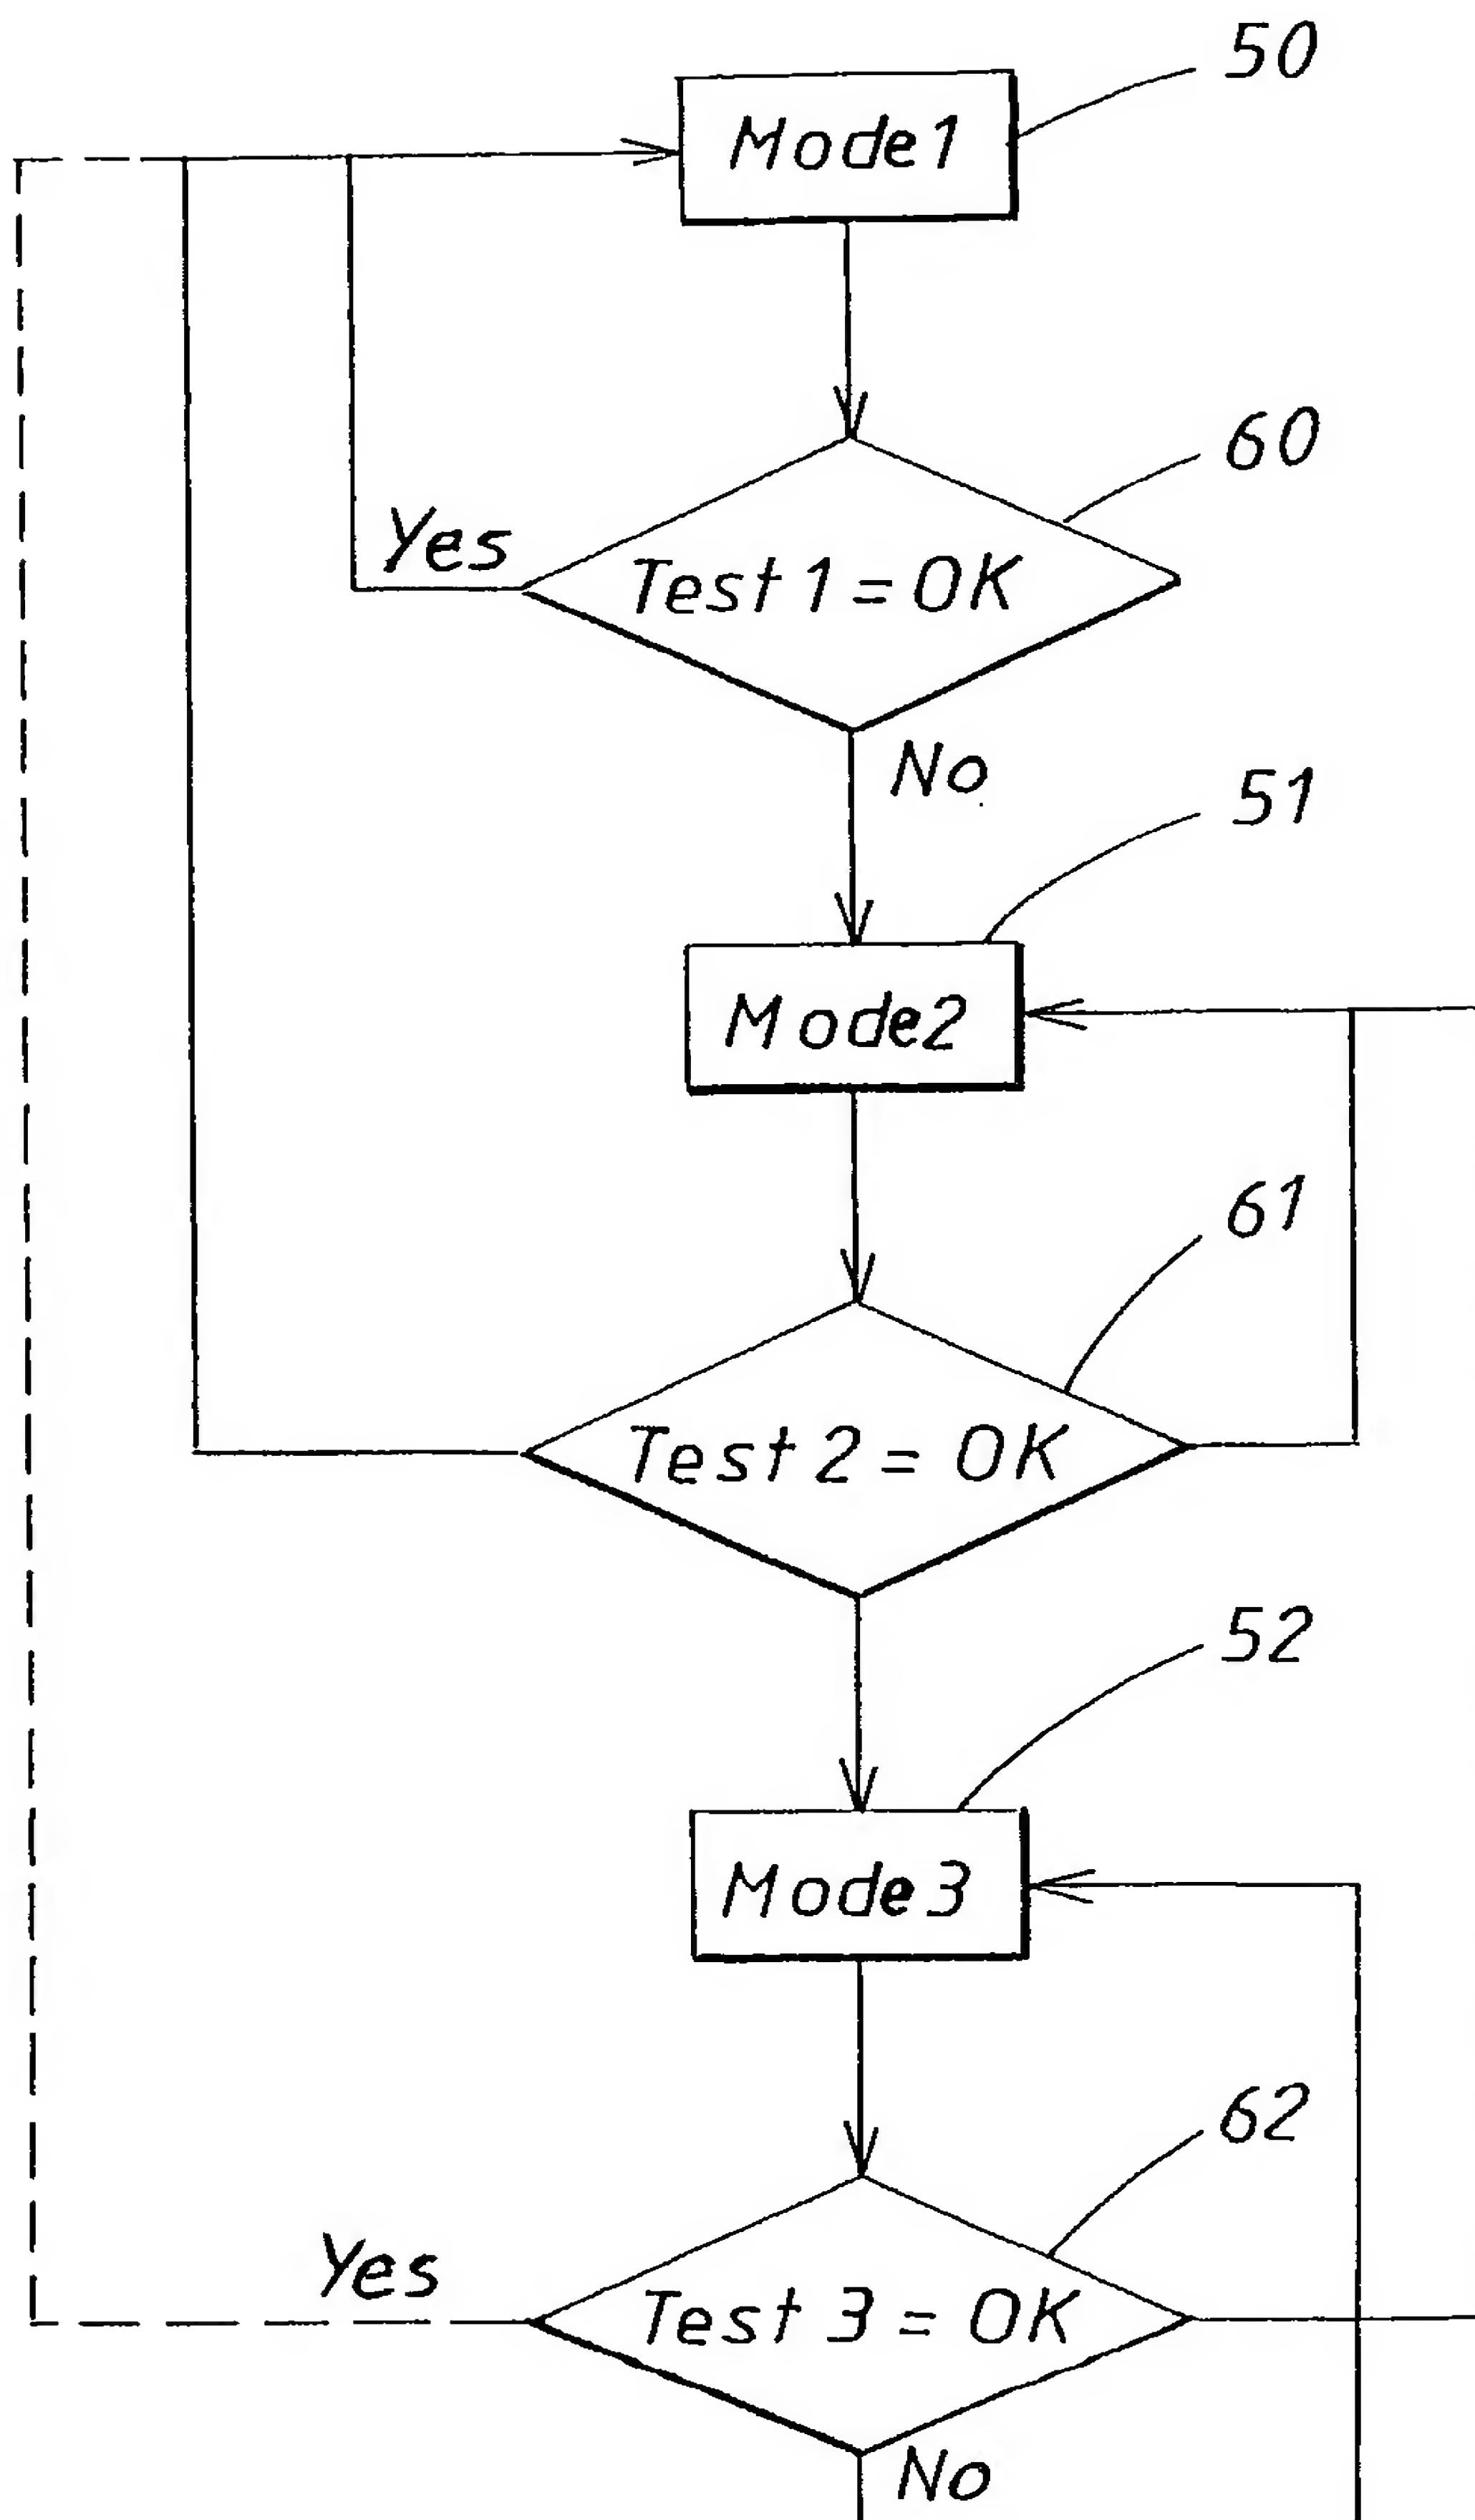 50
Mode1
60
Yes
Test 1 = OK
No
51
Mode2
61
Test 2 = OK
52
Mode3
62
Yes
Test 3 = OK
No